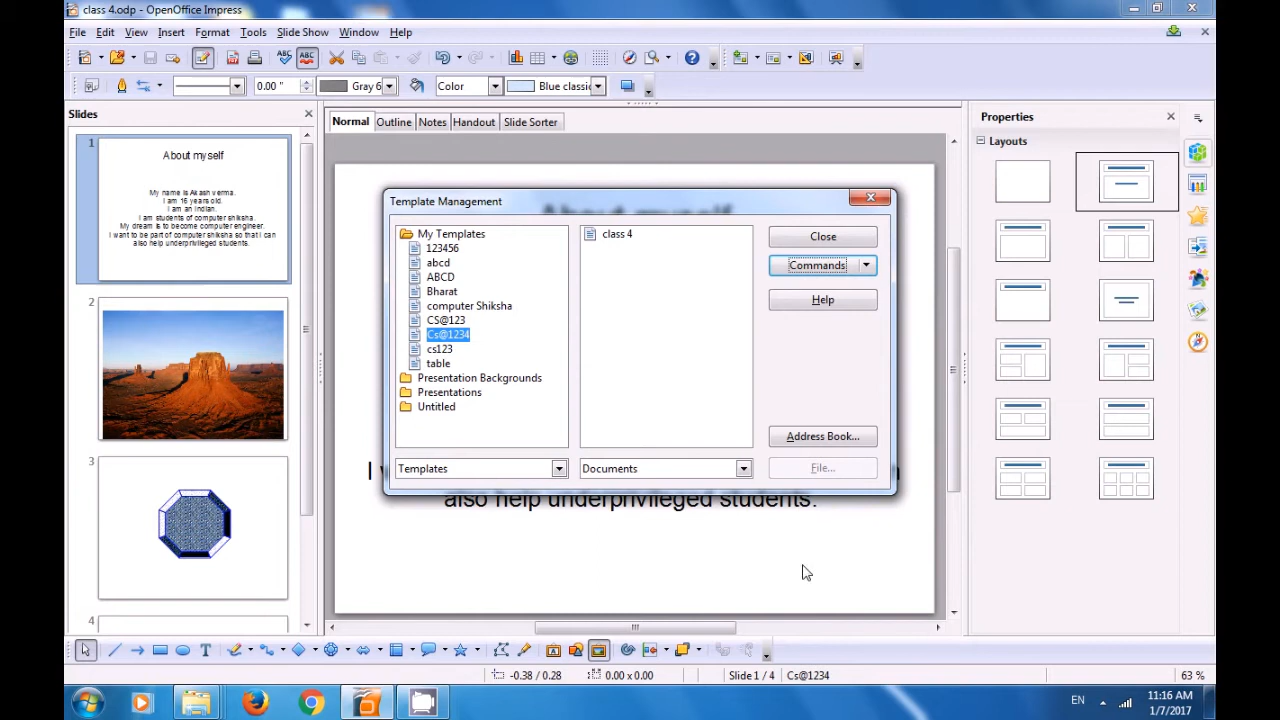 class 4.odp - OpenOffice Impress
File Edit View Insert Format Tools Slide Show Window Help
0.00 " Gray 6 Color Blue classic
Slides
Normal Outline Notes Handout Slide Sorter
Properties
Layouts
1
About myself
My name is Akash verma.
I am 16 years old.
I am an Indian.
I am students of computer shiksha.
My dream is to become computer engineer.
I want to be part of computer shiksha so that I can
also help underprivileged students.
2
3
4
Template Management
My Templates
123456
abcd
ABCD
Bharat
computer Shiksha
CS@123
Cs@1234
cs123
table
Presentation Backgrounds
Presentations
Untitled
Templates
class 4
Documents
Close
Commands
Help
Address Book...
File...
About myself
I
also help underprivileged students.
-0.38 / 0.28 0.00 x 0.00 Slide 1 / 4 Cs@1234 63 %
EN
11:16 AM
1/7/2017